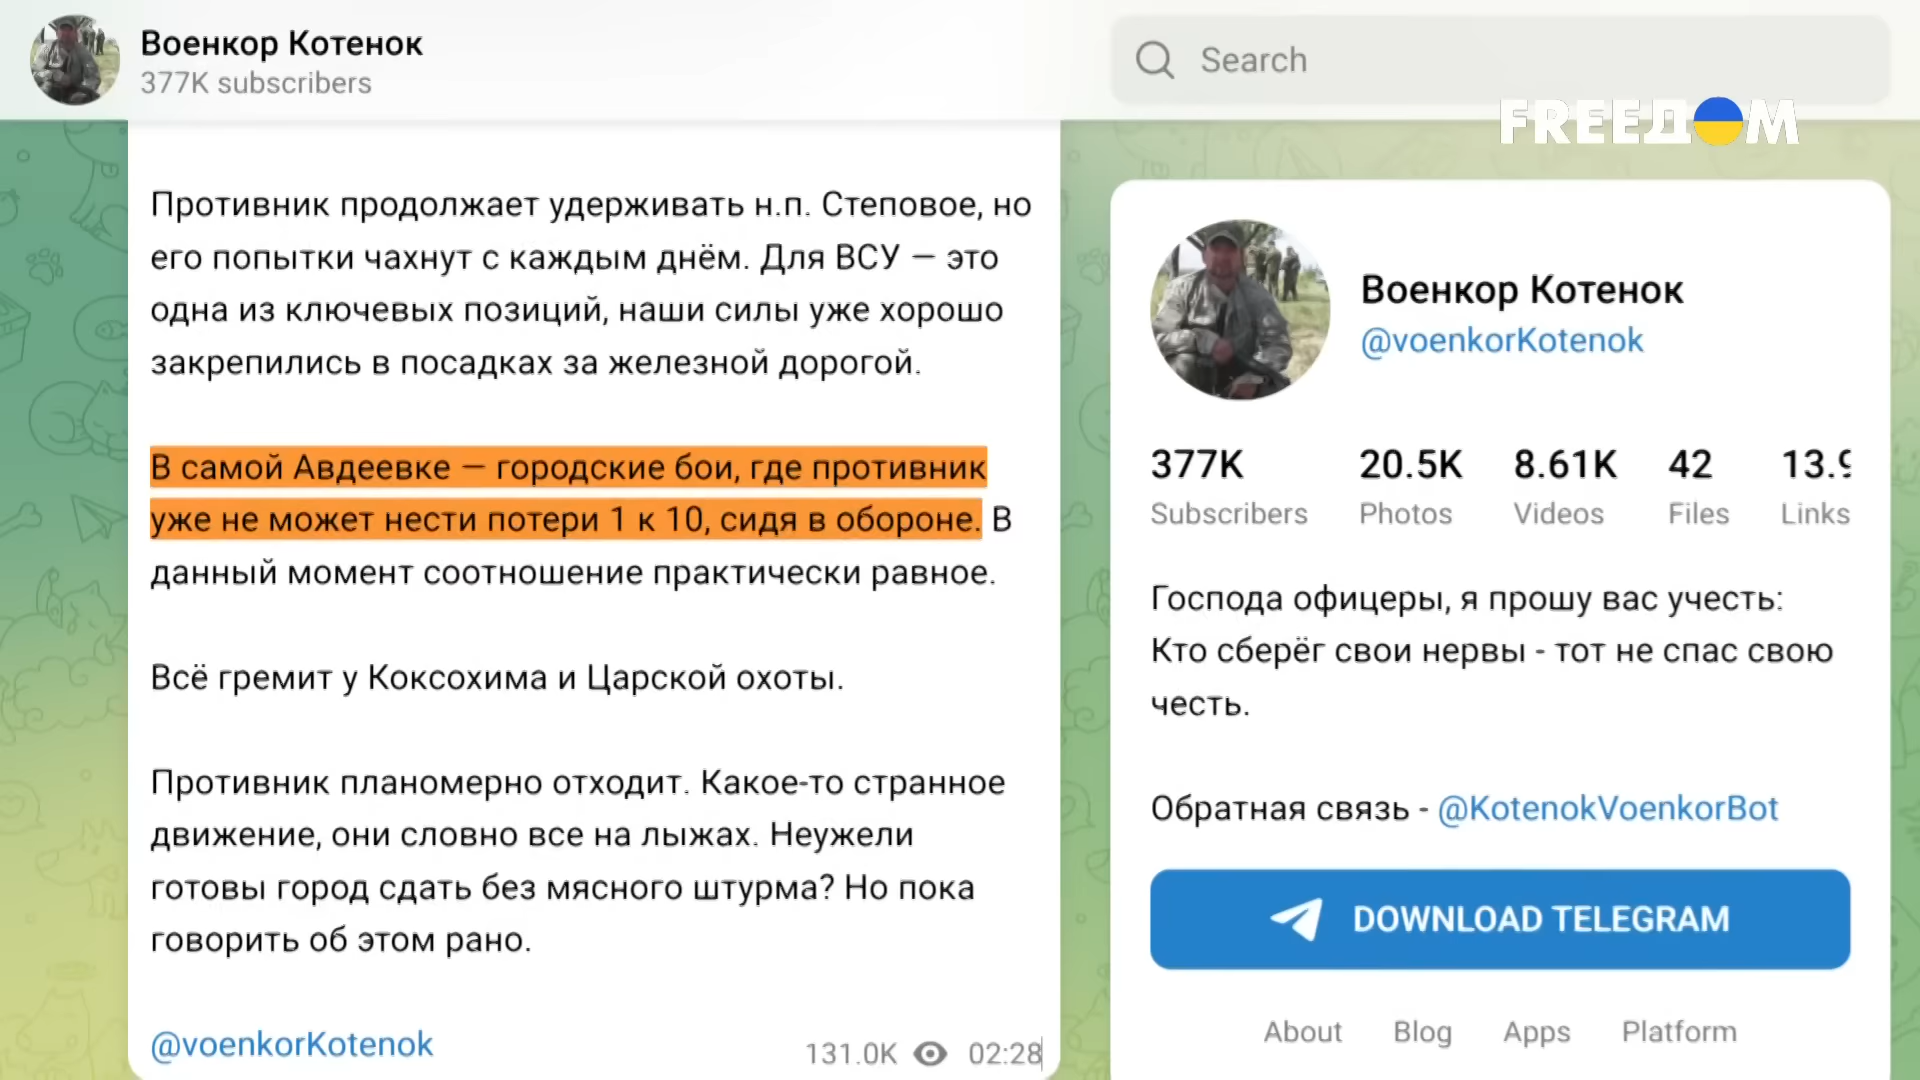 Военкор Котенок
377K subscribers
Search
FREEДOM
Противник продолжает удерживать н.п. Степовое, но
его попытки чахнут с каждым днём. Для ВСУ — это
одна из ключевых позиций, наши силы уже хорошо
закрепились в посадках за железной дорогой.
В самой Авдеевке — городские бои, где противник
уже не может нести потери 1 к 10, сидя в обороне. В
данный момент соотношение практически равное.
Всё гремит у Коксохима и Царской охоты.
Противник планомерно отходит. Какое-то странное
движение, они словно все на лыжах. Неужели
готовы город сдать без мясного штурма? Но пока
говорить об этом рано.
@voenkorKotenok
131.0K 02:28
Военкор Котенок
@voenkorKotenok
377K 20.5K 8.61K 42 13.9
Subscribers Photos Videos Files Links
Господа офицеры, я прошу вас учесть:
Кто сберёг свои нервы - тот не спас свою
честь.
Обратная связь - @KotenokVoenkorBot
DOWNLOAD TELEGRAM
About Blog Apps Platform